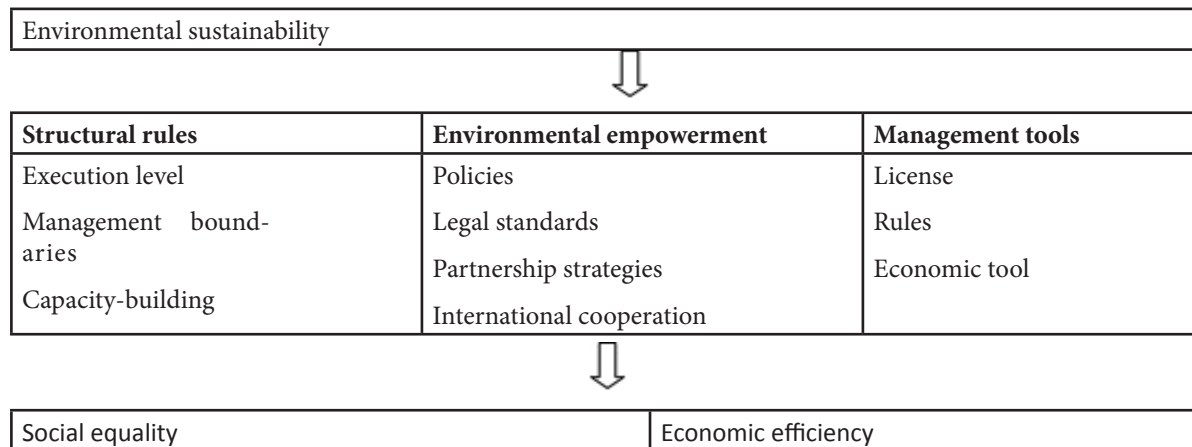 Environmental sustainability
Structural rules
Environmental empowerment
Management tools
Execution level
Management bound-
aries
Capacity-building
Policies
Legal standards
Partnership strategies
International cooperation
License
Rules
Economic tool
Social equality
Economic efficiency